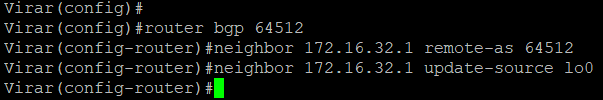 Virar(config)#
Virar(config)#router bgp 64512
Virar(config-router)#neighbor 172.16.32.1 remote-as 64512
Virar(config-router)#neighbor 172.16.32.1 update-source lo0
Virar(config-router)#